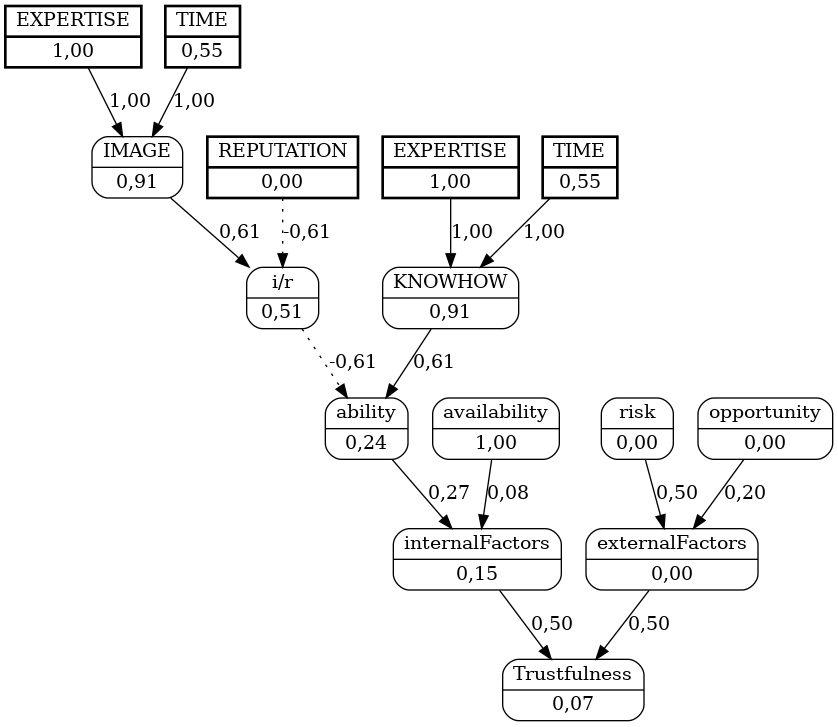 EXPERTISE
1,00
TIME
0,55
1,00
1,00
IMAGE
0,91
REPUTATION
0,00
EXPERTISE
1,00
TIME
0,55
0,61
-0,61
1,00
1,00
i/r
0,51
KNOWHOW
0,91
-0,61
0,61
ability
0,24
availability
1,00
risk
0,00
opportunity
0,00
0,27
0,08
0,50
0,20
internalFactors
0,15
externalFactors
0,00
0,50
0,50
Trustfulness
0,07